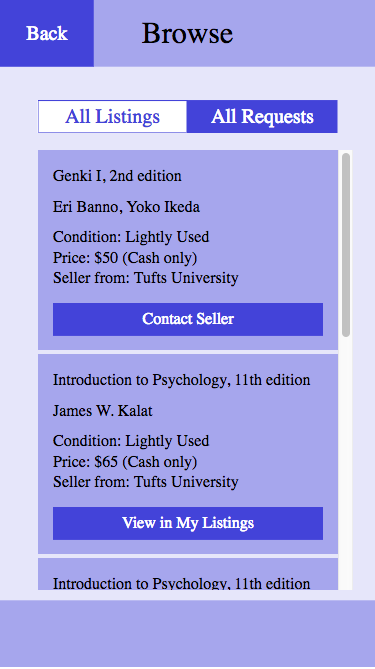 Back
Browse
All Listings
All Requests
Genki I, 2nd edition
Eri Banno, Yoko Ikeda
Condition: Lightly Used
Price: $50 (Cash only)
Seller from: Tufts University
Contact Seller
Introduction to Psychology, 11th edition
James W. Kalat
Condition: Lightly Used
Price: $65 (Cash only)
Seller from: Tufts University
View in My Listings
Introduction to Psychology, 11th edition